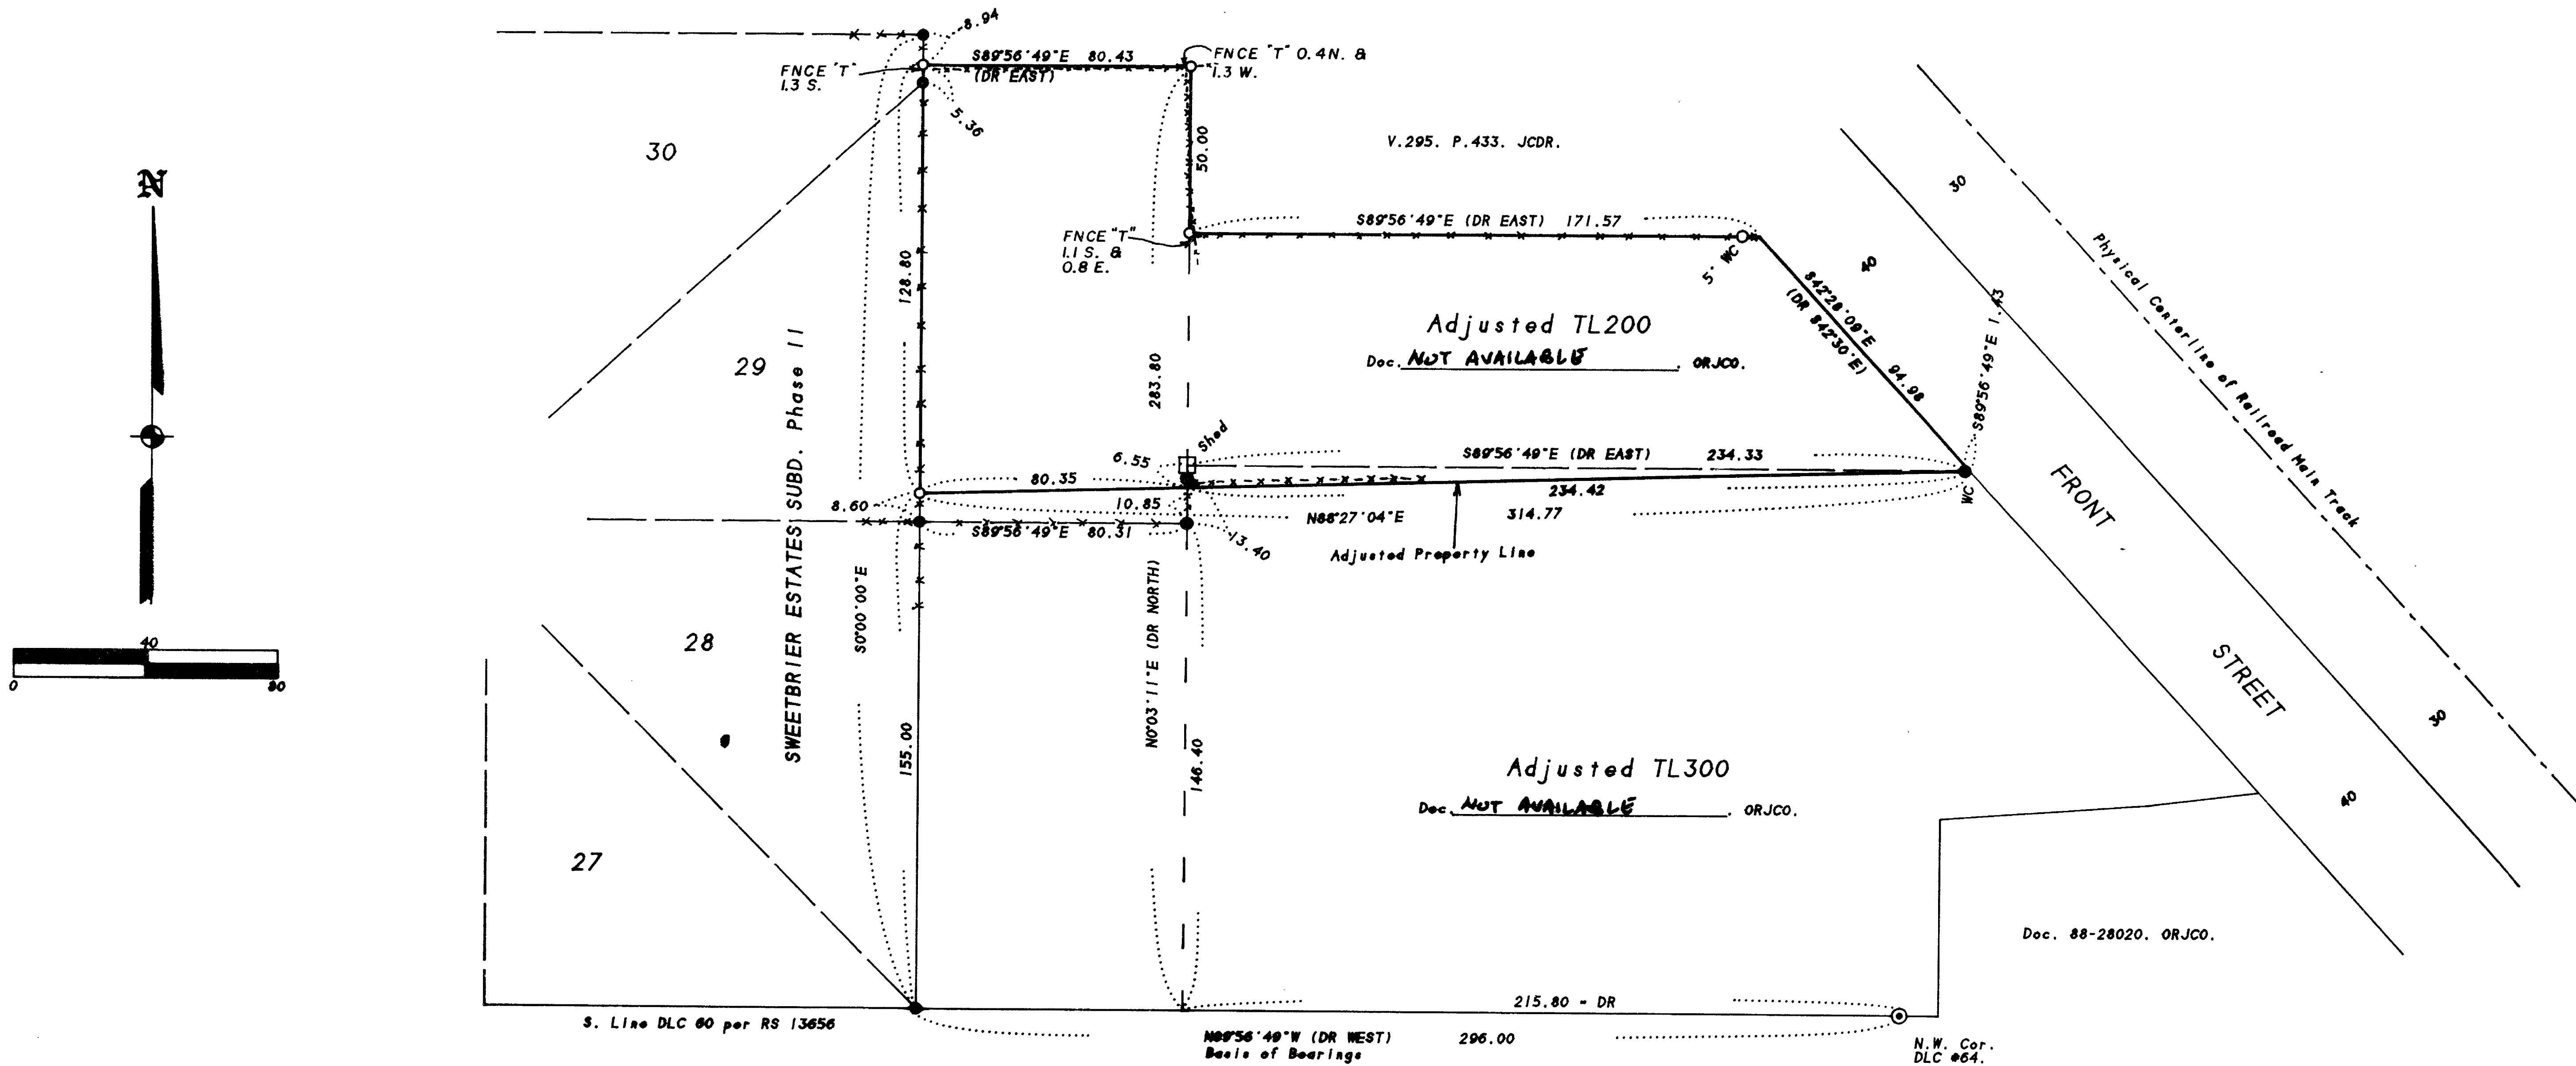 8.94
S89°56'49"E 80.43
(DR EAST)
FNCE "T" 0.4N. &
1.3 W.
FNCE "T"
1.3 S.
5.36
30
V.295. P.433. JCDR.
50.00
30
S89°56'49"E (DR EAST) 171.57
FNCE "T"
1.1 S. &
0.8 E.
5' WC
40
Physical Centerline of Railroad Main Track
N
128.80
S42°28'09"E 94.98
(DR S42°30'E)
S89°56'49"E 1.43
Adjusted TL200
Doc. NOT AVAILABLE . ORJCO.
29
283.80
SWEETBRIER ESTATES SUBD. Phase II
Shed
6.55
S89°56'49"E (DR EAST) 234.33
80.35
234.42
WC
FRONT
STREET
8.60
10.85
N88°27'04"E
314.77
S89°56'49"E 80.31
13.40
Adjusted Property Line
S0°00'00"E
N0°03'11"E (DR NORTH)
40
0
80
28
155.00
146.40
Adjusted TL300
Doc. NOT AVAILABLE . ORJCO.
30
40
27
Doc. 88-28020. ORJCO.
215.80 = DR
S. Line DLC 60 per RS 13656
N89°56'49"W (DR WEST) 296.00
Basis of Bearings
N.W. Cor.
DLC #64.